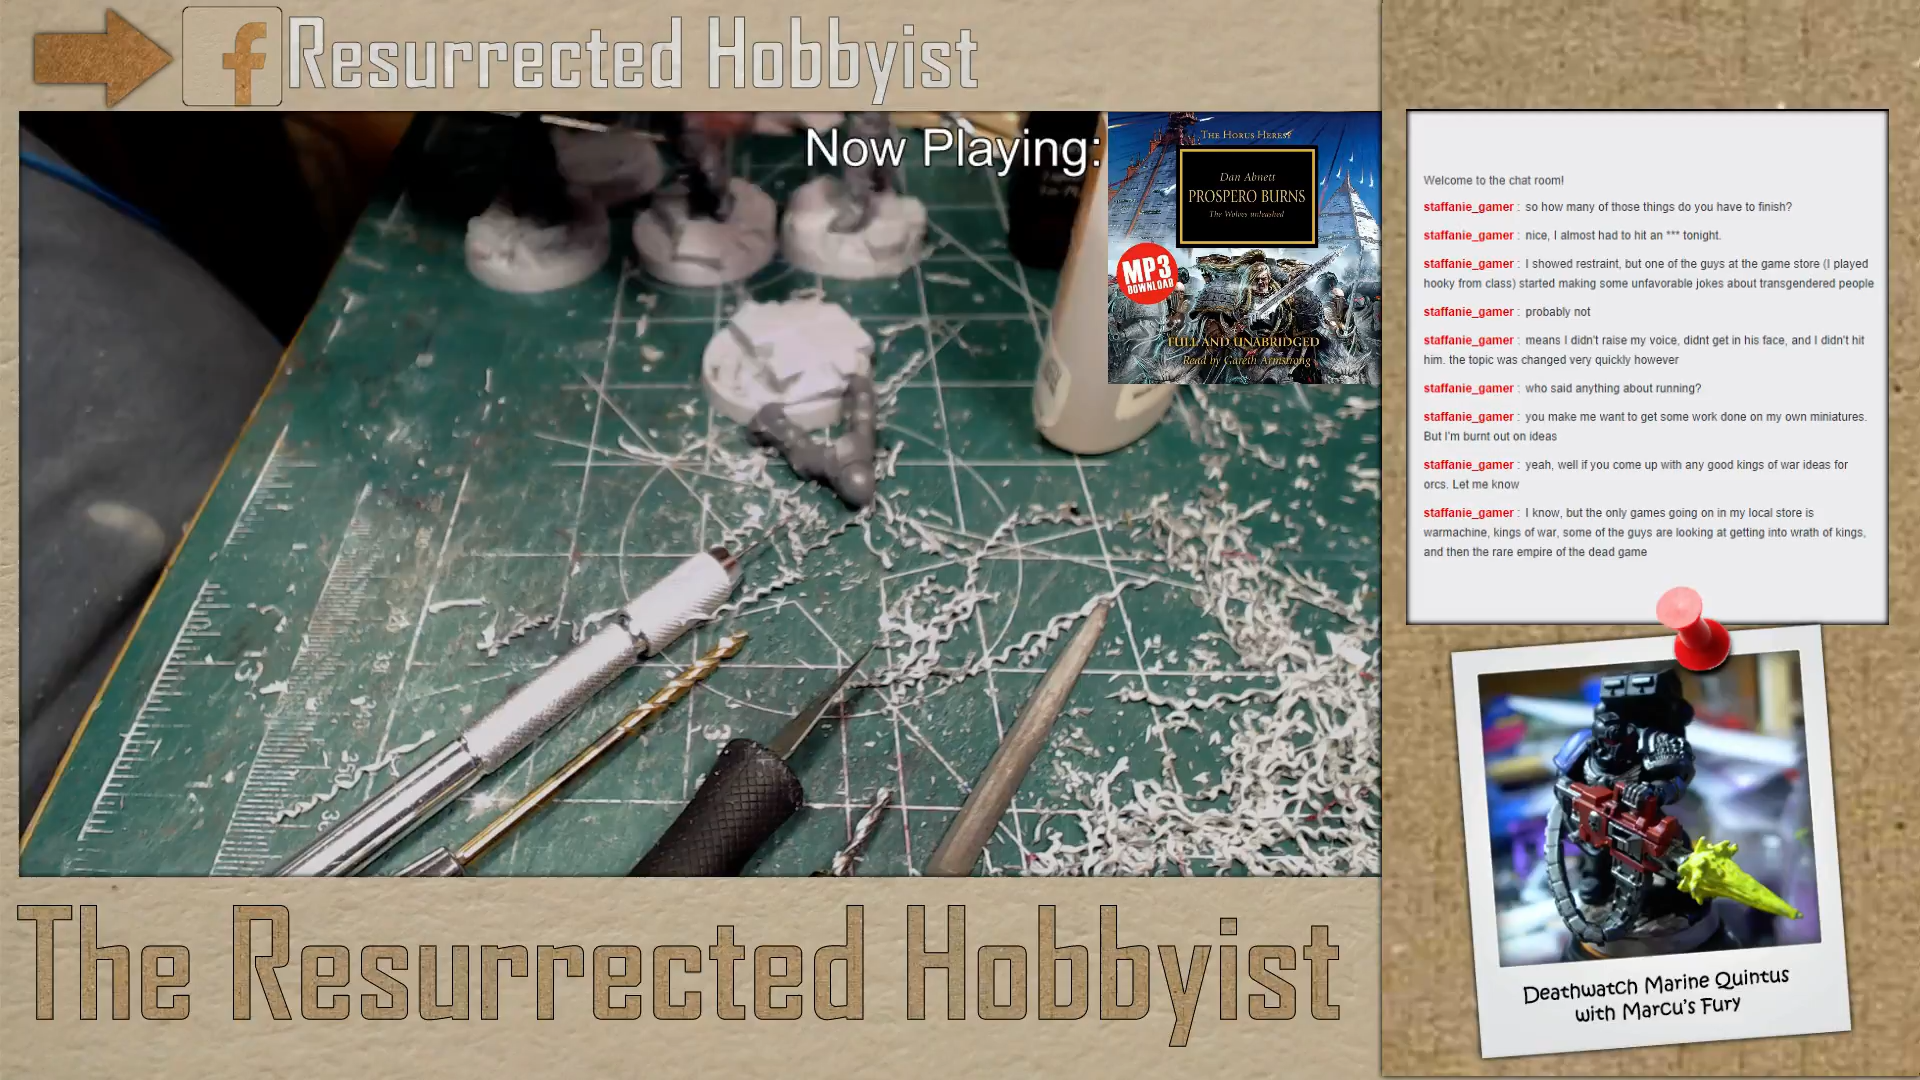 f Resurrected Hobbyist
Now Playing:
THE HORUS HERESY
Dan Abnett
PROSPERO BURNS
The Wolves unleashed
MP3
DOWNLOAD
FULL AND UNABRIDGED
Read by Gareth Armstrong
13
The Resurrected Hobbyist
Welcome to the chat room!
staffanie_gamer : so how many of those things do you have to finish?
staffanie_gamer : nice, I almost had to hit an *** tonight.
staffanie_gamer : I showed restraint, but one of the guys at the game store (I played
hooky from class) started making some unfavorable jokes about transgendered people
staffanie_gamer : probably not
staffanie_gamer : means I didn't raise my voice, didnt get in his face, and I didn't hit
him. the topic was changed very quickly however
staffanie_gamer : who said anything about running?
staffanie_gamer : you make me want to get some work done on my own miniatures.
But I'm burnt out on ideas
staffanie_gamer : yeah, well if you come up with any good kings of war ideas for
orcs. Let me know
staffanie_gamer : I know, but the only games going on in my local store is
warmachine, kings of war, some of the guys are looking at getting into wrath of kings,
and then the rare empire of the dead game
Deathwatch Marine Quintus
with Marcu's Fury